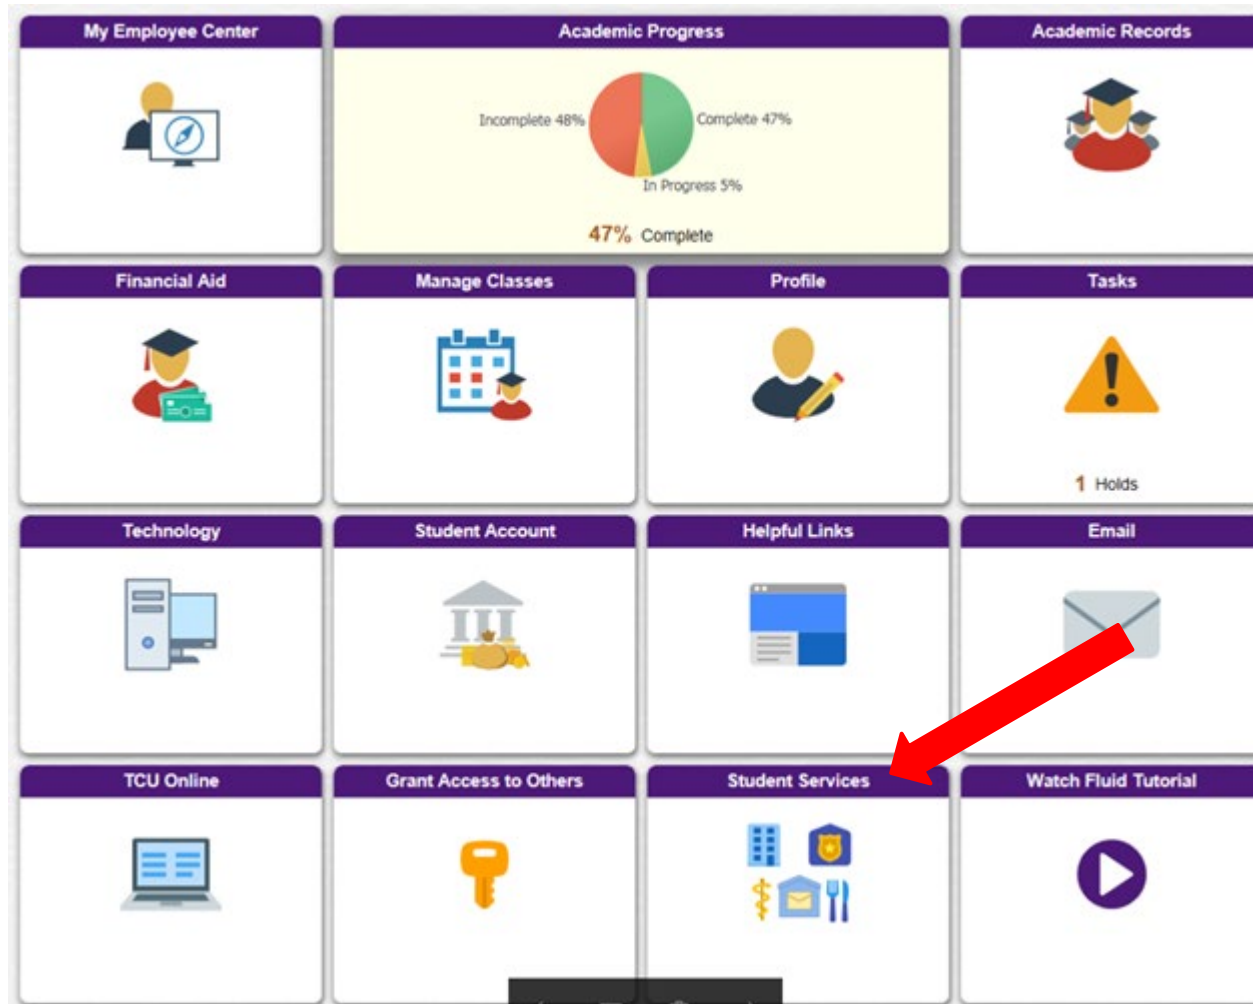 My Employee Center
Academic Progress
Academic Records
Incomplete 48%
Complete 47%
In Progress 5%
47% Complete
Financial Aid
Manage Classes
Profile
Tasks
1 Holds
Technology
Student Account
Helpful Links
Email
TCU Online
Grant Access to Others
Student Services
Watch Fluid Tutorial